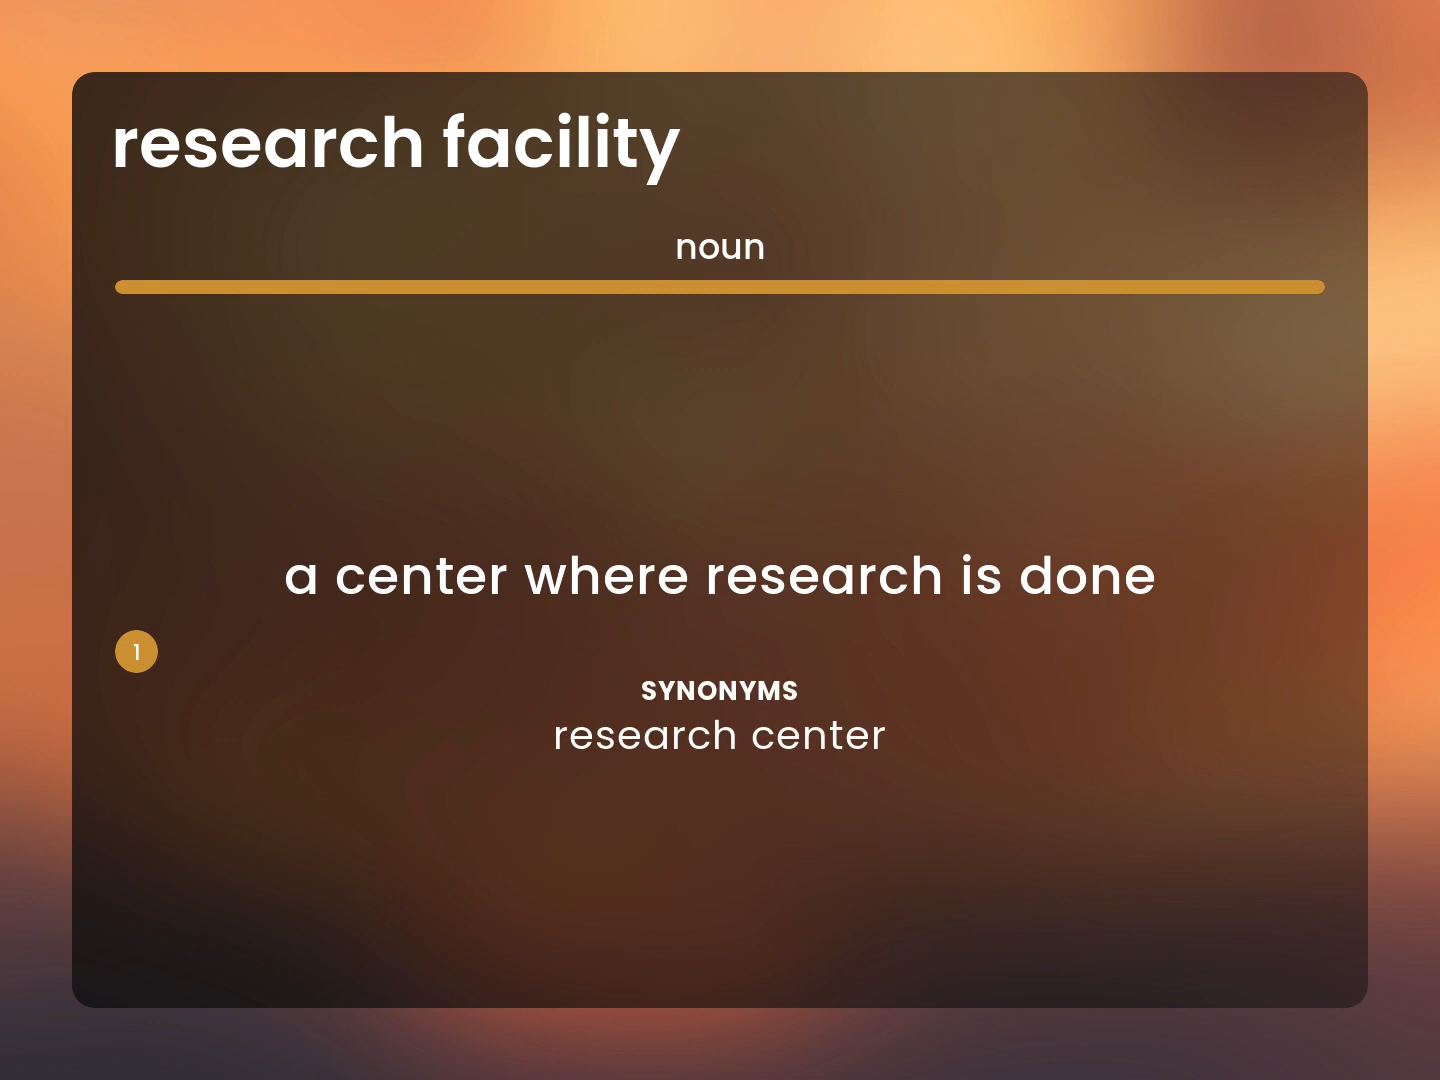 research facility
noun
a center where research is done
1
SYNONYMS
research center